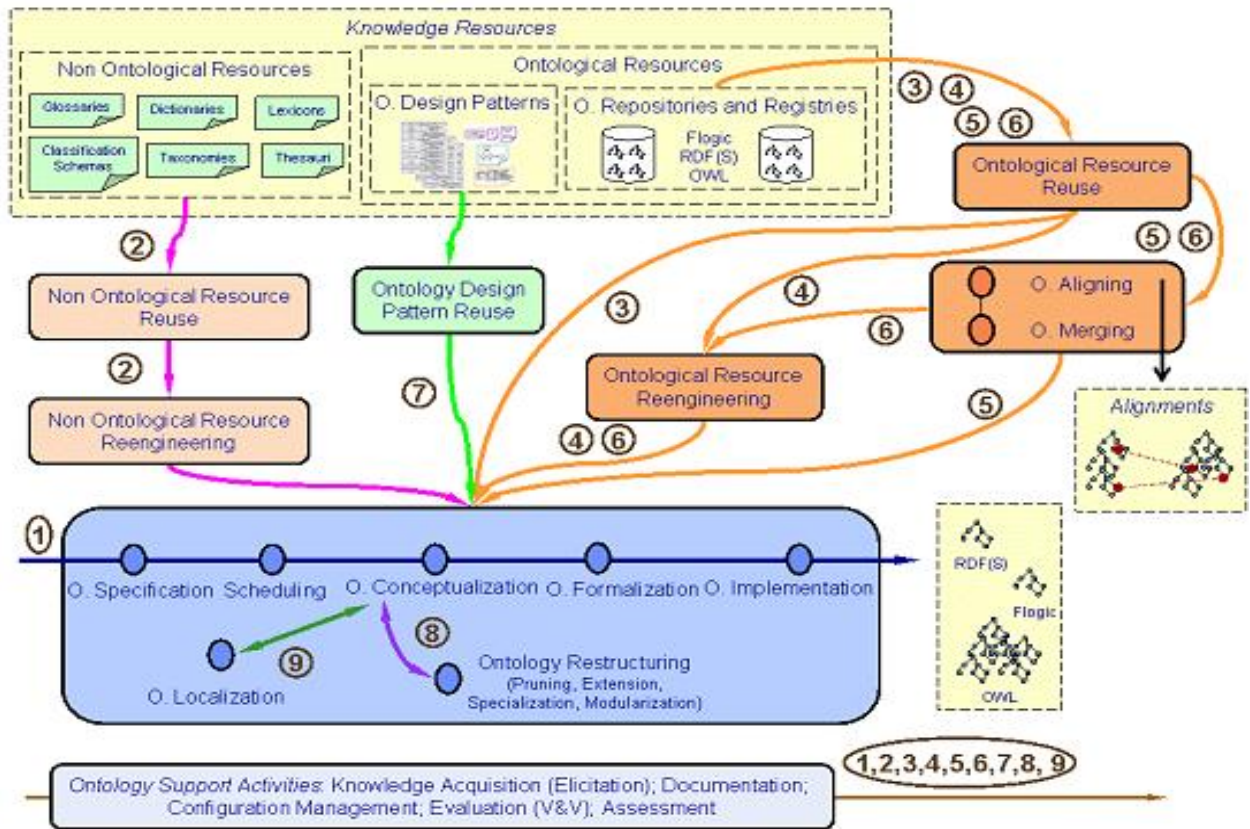 Knowledge Resources
Non Ontological Resources
Glossaries
Dictionaries
Lexicons
Classification
Schemas
Taxonomies
Thesauri
Ontological Resources
O. Design Patterns
O. Repositories and Registries
Flogic
RDF(S)
OWL
3 4
5 6
Ontological Resource
Reuse
2
5 6
Non Ontological Resource
Reuse
Ontology Design
Pattern Reuse
3
4
6
O. Aligning
O. Merging
2
7
Ontological Resource
Reengineering
5
Non Ontological Resource
Reengineering
4 6
Alignments
1
O. Specification
Scheduling
O. Conceptualization
O. Formalization
O. Implementation
RDF(S)
Flogic
OWL
9
8
O. Localization
Ontology Restructuring
(Pruning, Extension,
Specialization, Modularization)
1,2,3,4,5,6,7,8, 9
Ontology Support Activities: Knowledge Acquisition (Elicitation); Documentation;
Configuration Management; Evaluation (V&V); Assessment